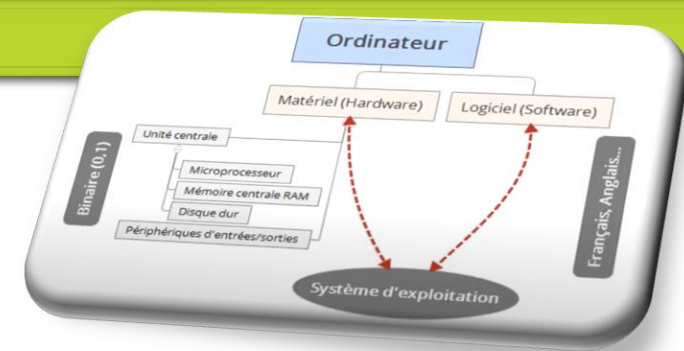 Ordinateur
Matériel (Hardware)
Logiciel (Software)
Binaire (0,1)
Unité centrale
Microprocesseur
Mémoire centrale RAM
Disque dur
Périphériques d'entrées/sorties
Français, Anglais...
Système d'exploitation